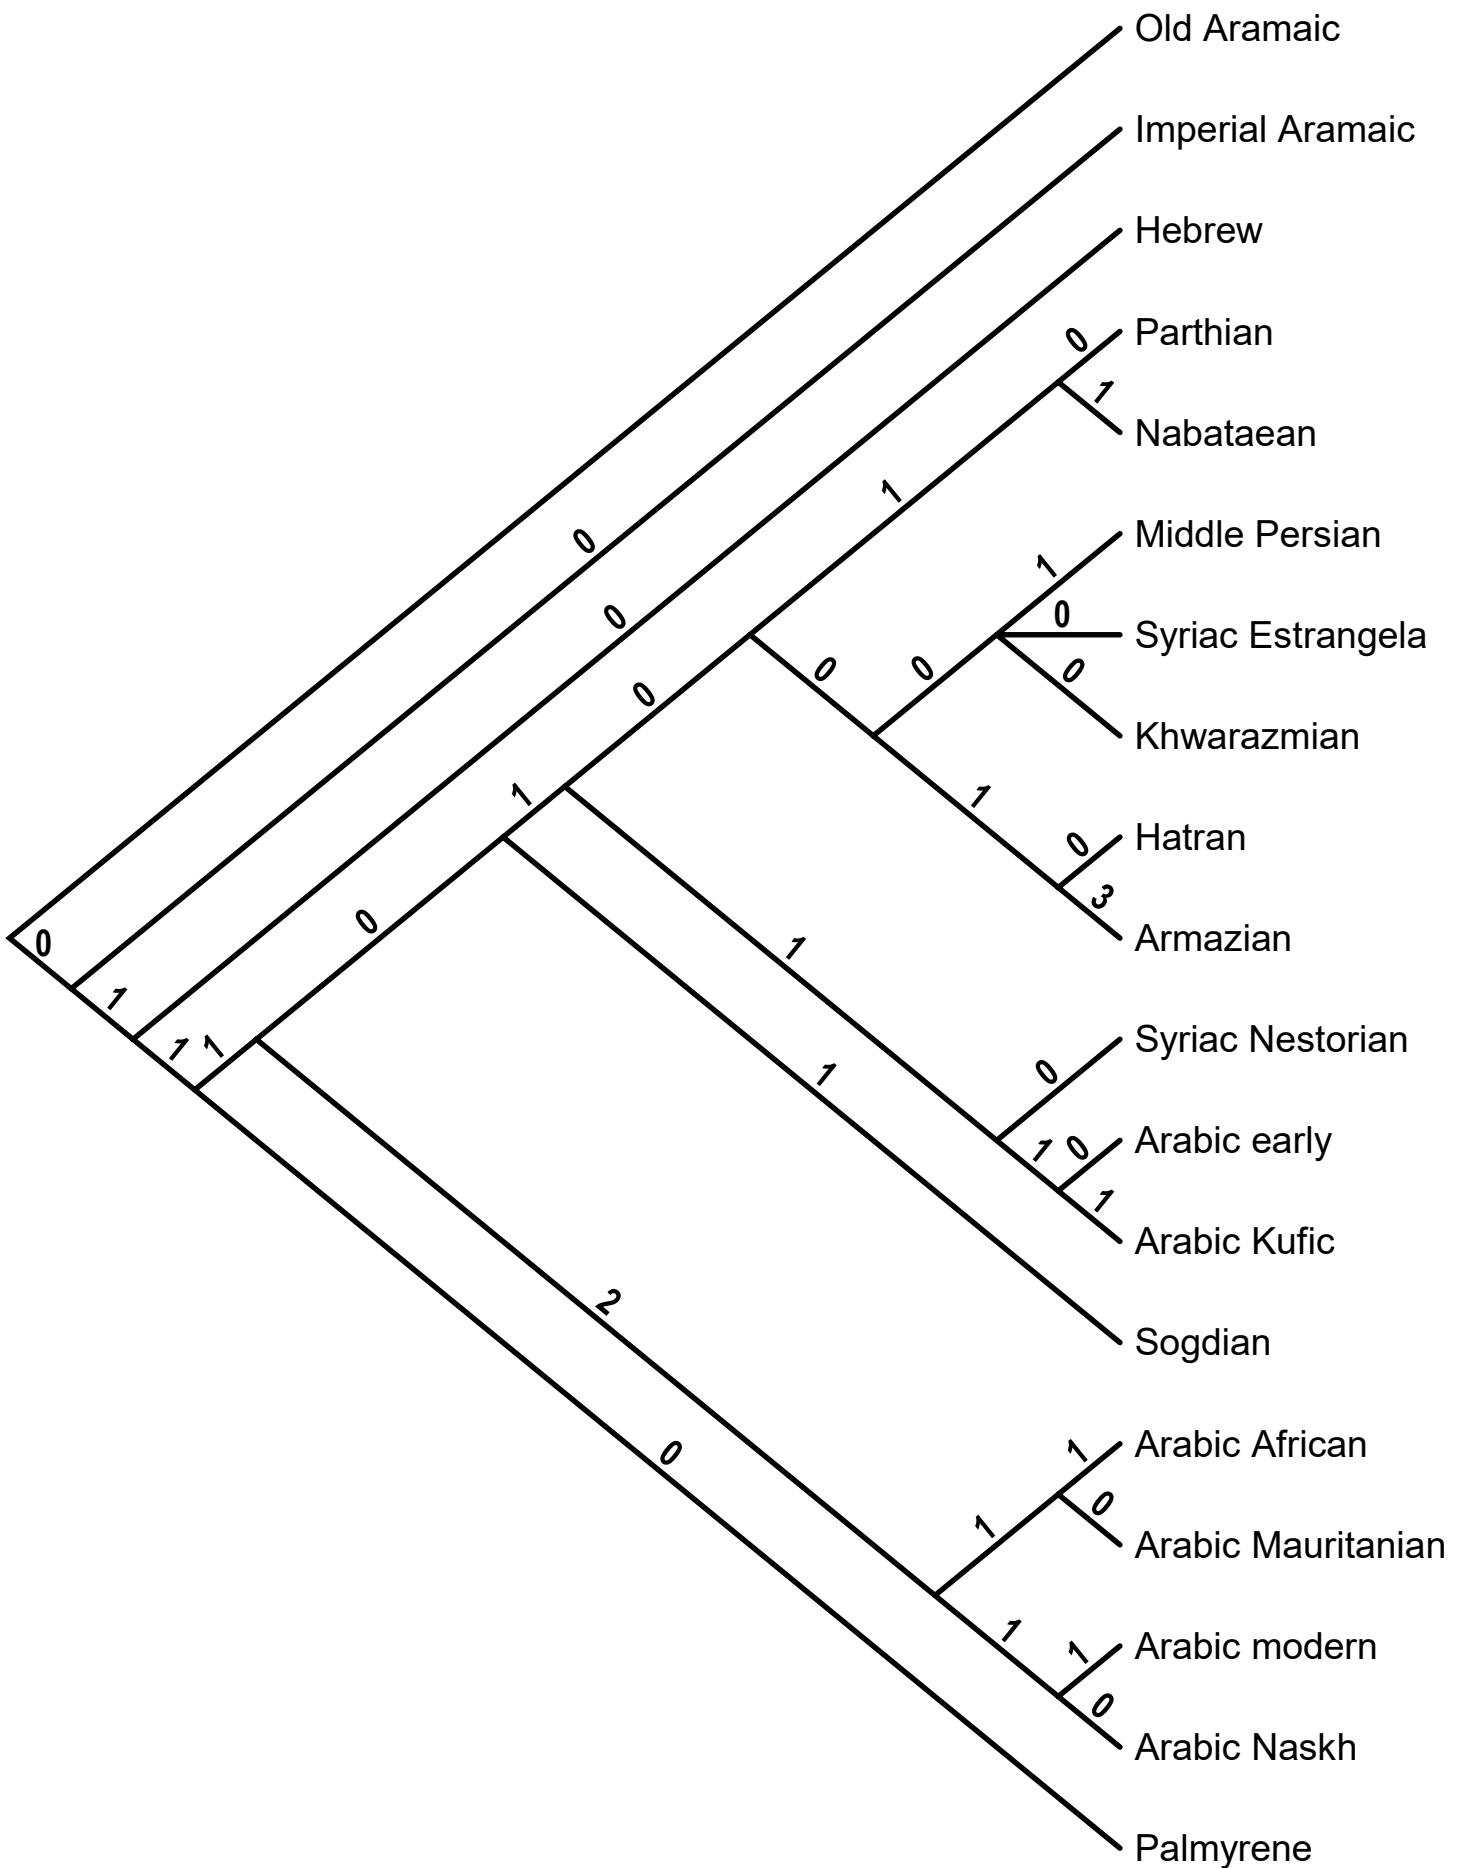 Old Aramaic
Imperial Aramaic
Hebrew
0
Parthian
1
Nabataean
1
0
Middle Persian
1
0
Syriac Estrangela
0
0
0
0
0
Khwarazmian
1
1
0
Hatran
3
Armazian
0
0
1
1
Syriac Nestorian
1
1
1
1
0
0
Arabic early
1
1
Arabic Kufic
Sogdian
2
1
Arabic African
0
0
1
Arabic Mauritanian
1
1
Arabic modern
0
Arabic Naskh
Palmyrene